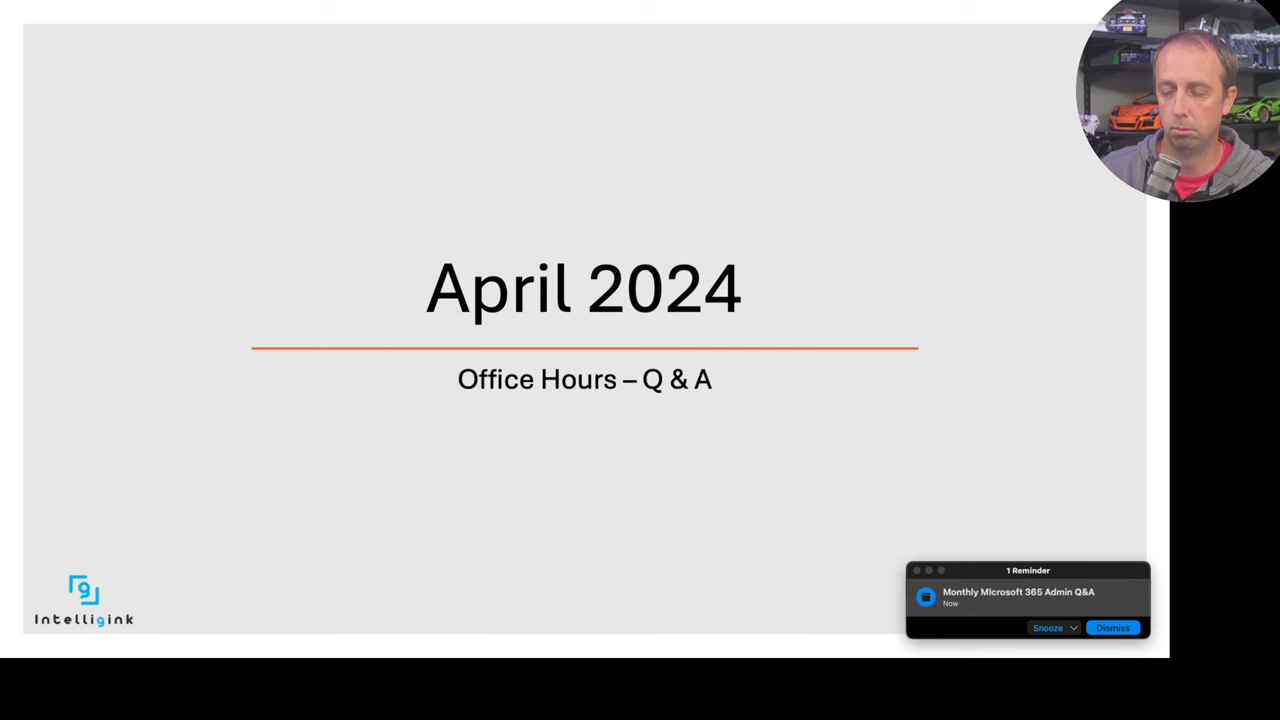 April 2024
Office Hours – Q & A
Intelligink
1 Reminder
Monthly MIcrosoft 365 Admin Q&A
Now
Snooze
Dismiss